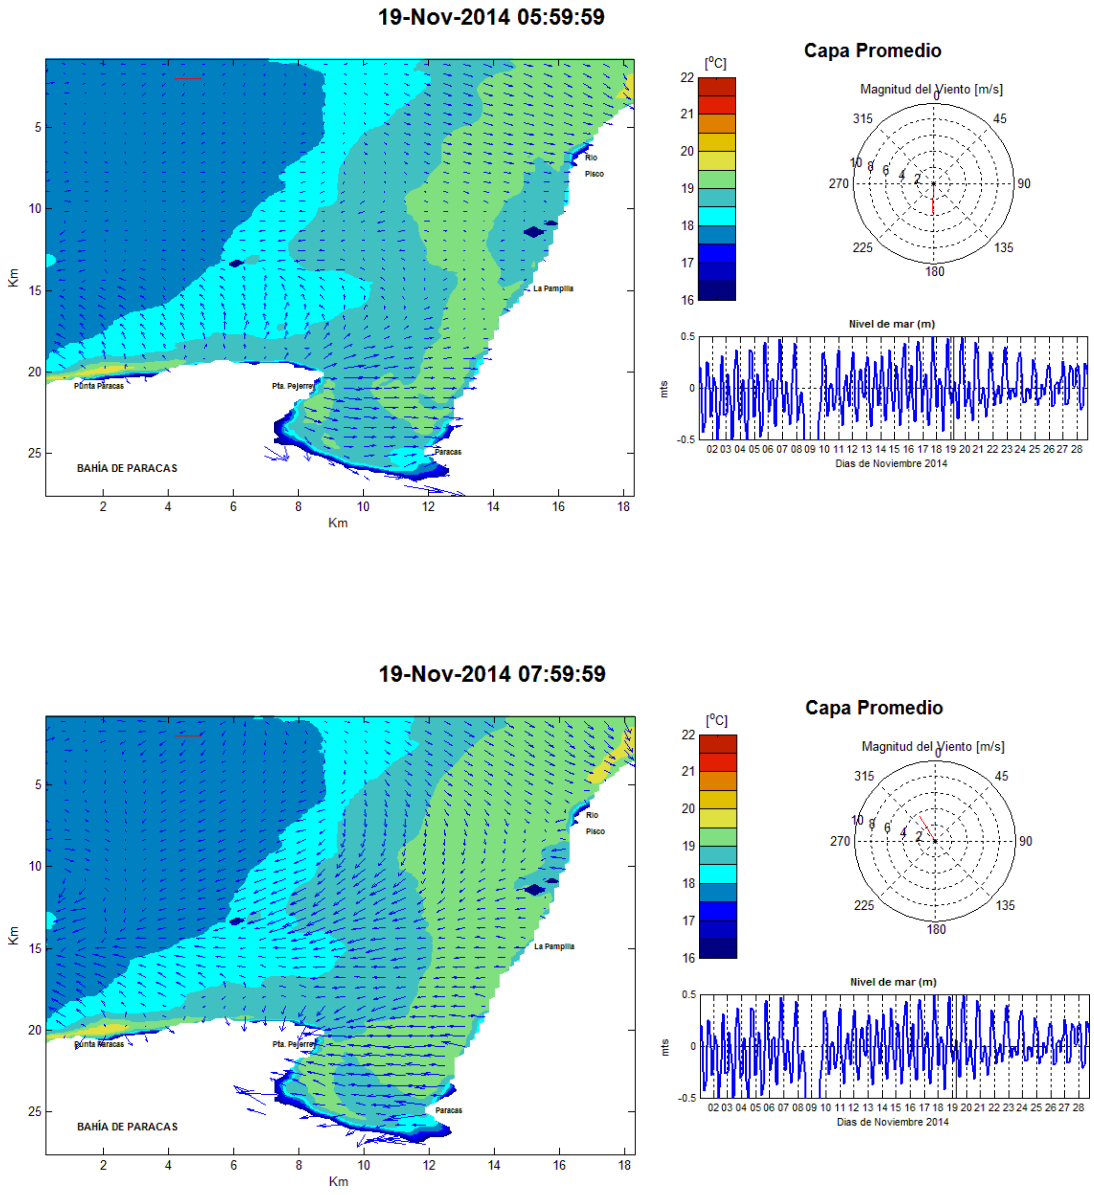 19-Nov-2014 05:59:59
Capa Promedio
[ºC]
22
21
20
19
18
17
16
Magnitud del Viento [m/s]
0
315
45
10 8 6 4 2
270
90
225
135
180
5
10
15
20
25
Km
Rio
Pisco
La Pampilla
Punta Paracas
Pta. Pejerrey
Paracas
BAHÍA DE PARACAS
2 4 6 8 10 12 14 16 18
Km
Nivel de mar (m)
0.5
0
-0.5
mts
02 03 04 05 06 07 08 09 10 11 12 13 14 15 16 17 18 19 20 21 22 23 24 25 26 27 28
Dias de Noviembre 2014
19-Nov-2014 07:59:59
Capa Promedio
[ºC]
22
21
20
19
18
17
16
Magnitud del Viento [m/s]
0
315
45
10 8 6 4 2
270
90
225
135
180
5
10
15
20
25
Km
Rio
Pisco
La Pampilla
Punta Paracas
Pta. Pejerrey
Paracas
BAHÍA DE PARACAS
2 4 6 8 10 12 14 16 18
Km
Nivel de mar (m)
0.5
0
-0.5
mts
02 03 04 05 06 07 08 09 10 11 12 13 14 15 16 17 18 19 20 21 22 23 24 25 26 27 28
Dias de Noviembre 2014